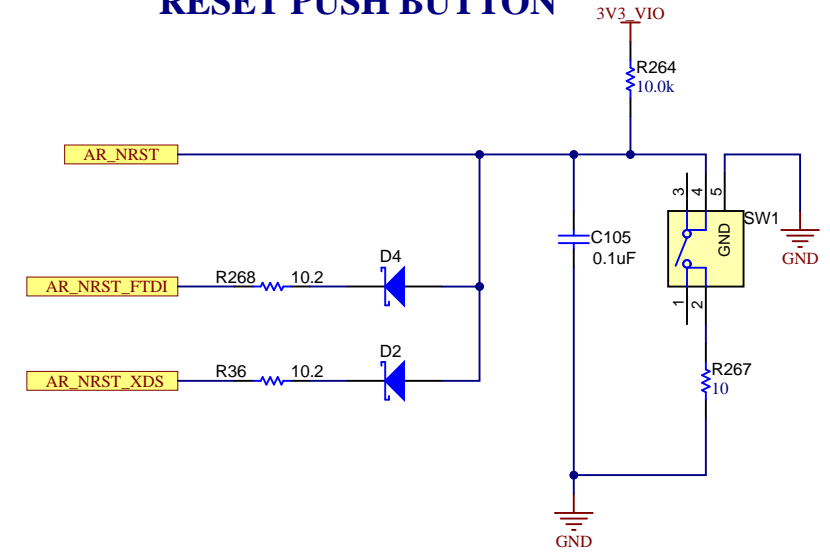 RESET PUSH BUTTON
3V3_VIO
R264
10.0k
AR_NRST
3
4
5
SW1
GND
GND
C105
0.1uF
D4
AR_NRST_FTDI
R268
10.2
1
2
D2
AR_NRST_XDS
R36
10.2
R267
10
GND